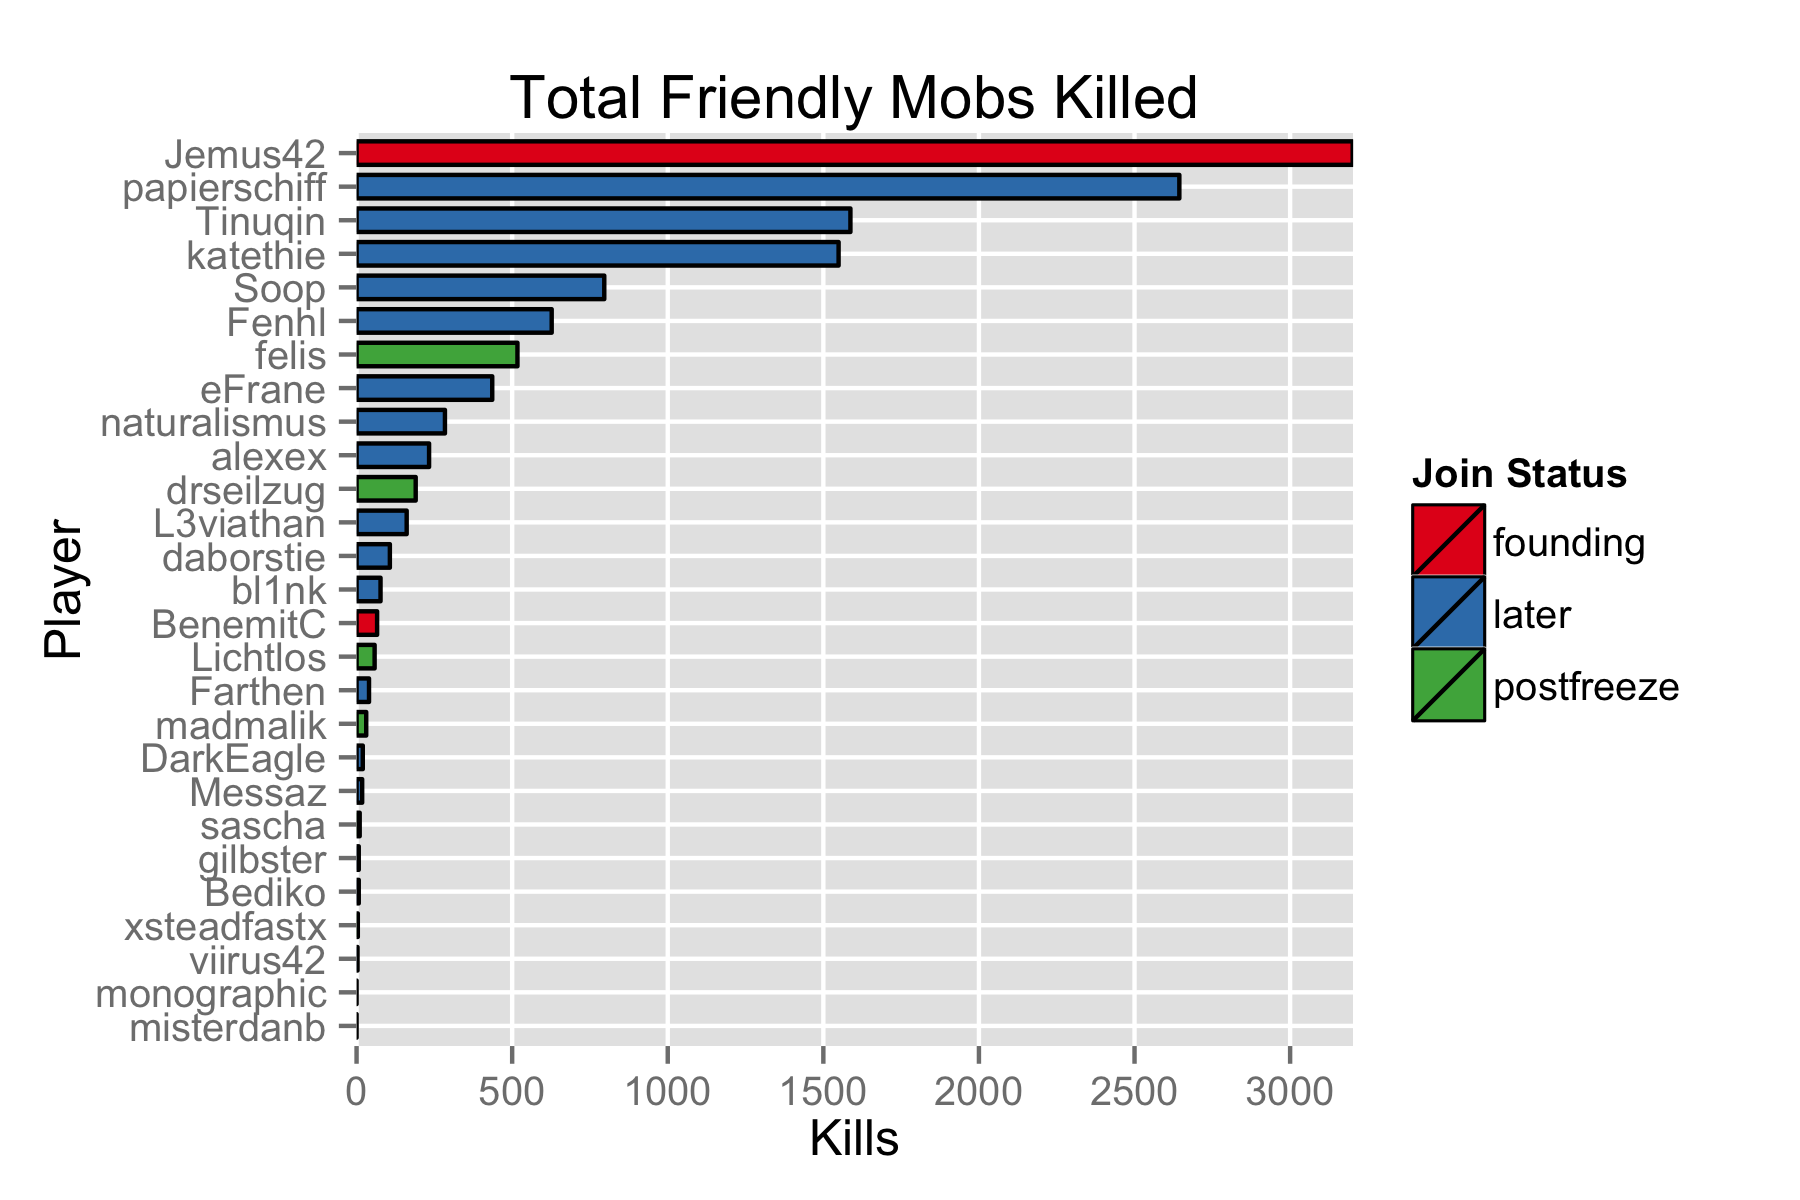 Total Friendly Mobs Killed
Jemus42
papierschiff
Tinuqin
katethie
Soop
Fenhl
felis
eFrane
naturalismus
alexex
drseilzug
L3viathan
daborstie
bl1nk
BenemitC
Lichtlos
Farthen
madmalik
DarkEagle
Messaz
sascha
gilbster
Bediko
xsteadfastx
viirus42
monographic
misterdanb
Player
0 500 1000 1500 2000 2500 3000
Kills
Join Status
founding
later
postfreeze